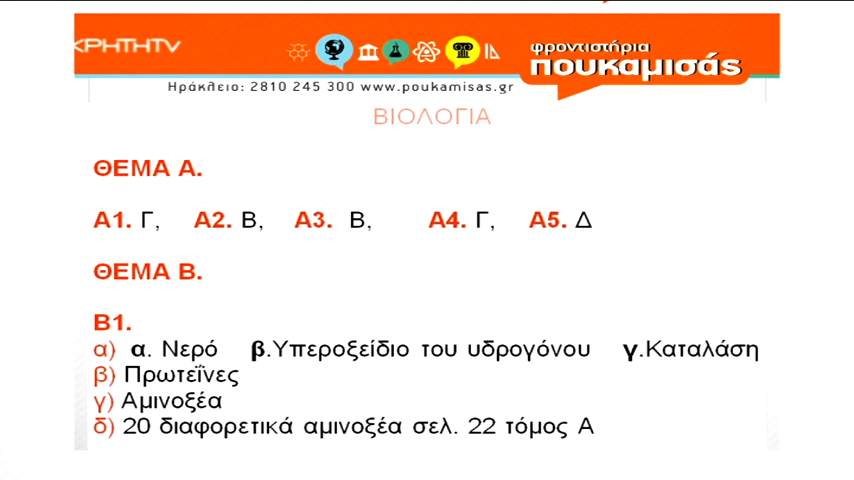 ΚΡΗΤΗTV
φροντιστήρια
πουκαμισάς
Ηράκλειο: 2810 245 300 www.poukamisas.gr
ΒΙΟΛΟΓΙΑ
ΘΕΜΑ Α.
Α1. Γ, Α2. Β, Α3. Β, Α4. Γ, Α5. Δ
ΘΕΜΑ Β.
Β1.
α) α. Νερό β.Υπεροξείδιο του υδρογόνου γ.Καταλάση
β) Πρωτεΐνες
γ) Αμινοξέα
δ) 20 διαφορετικά αμινοξέα σελ. 22 τόμος Α